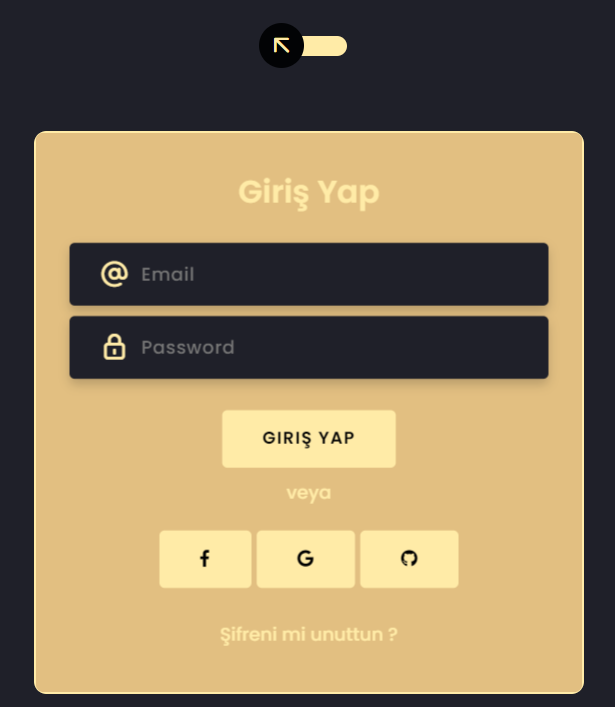 Giriş Yap
@ Email
Password
GIRIŞ YAP
veya
f G
Şifreni mi unuttun ?